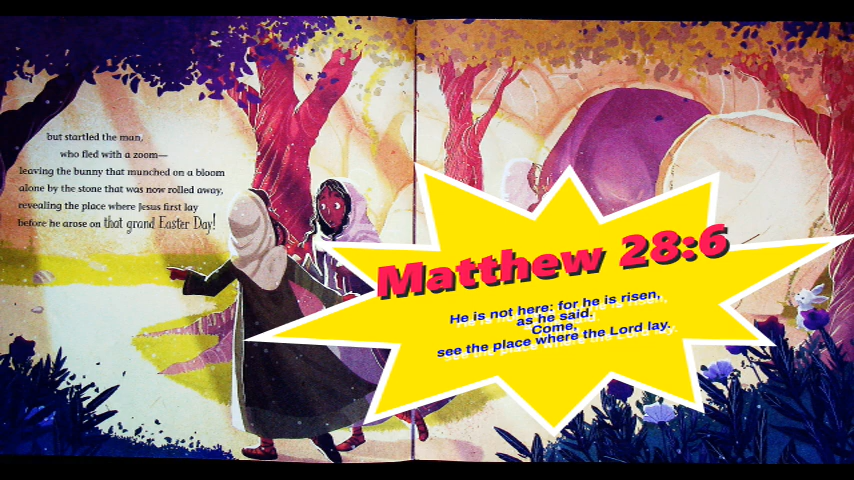 but startled the man,
who fled with a zoom—
leaving the bunny that munched on a bloom
alone by the stone that was now rolled away,
revealing the place where Jesus first lay
before he arose on that grand Easter Day!
Matthew 28:6
He is not here: for he is risen,
as he said.
Come,
see the place where the Lord lay.